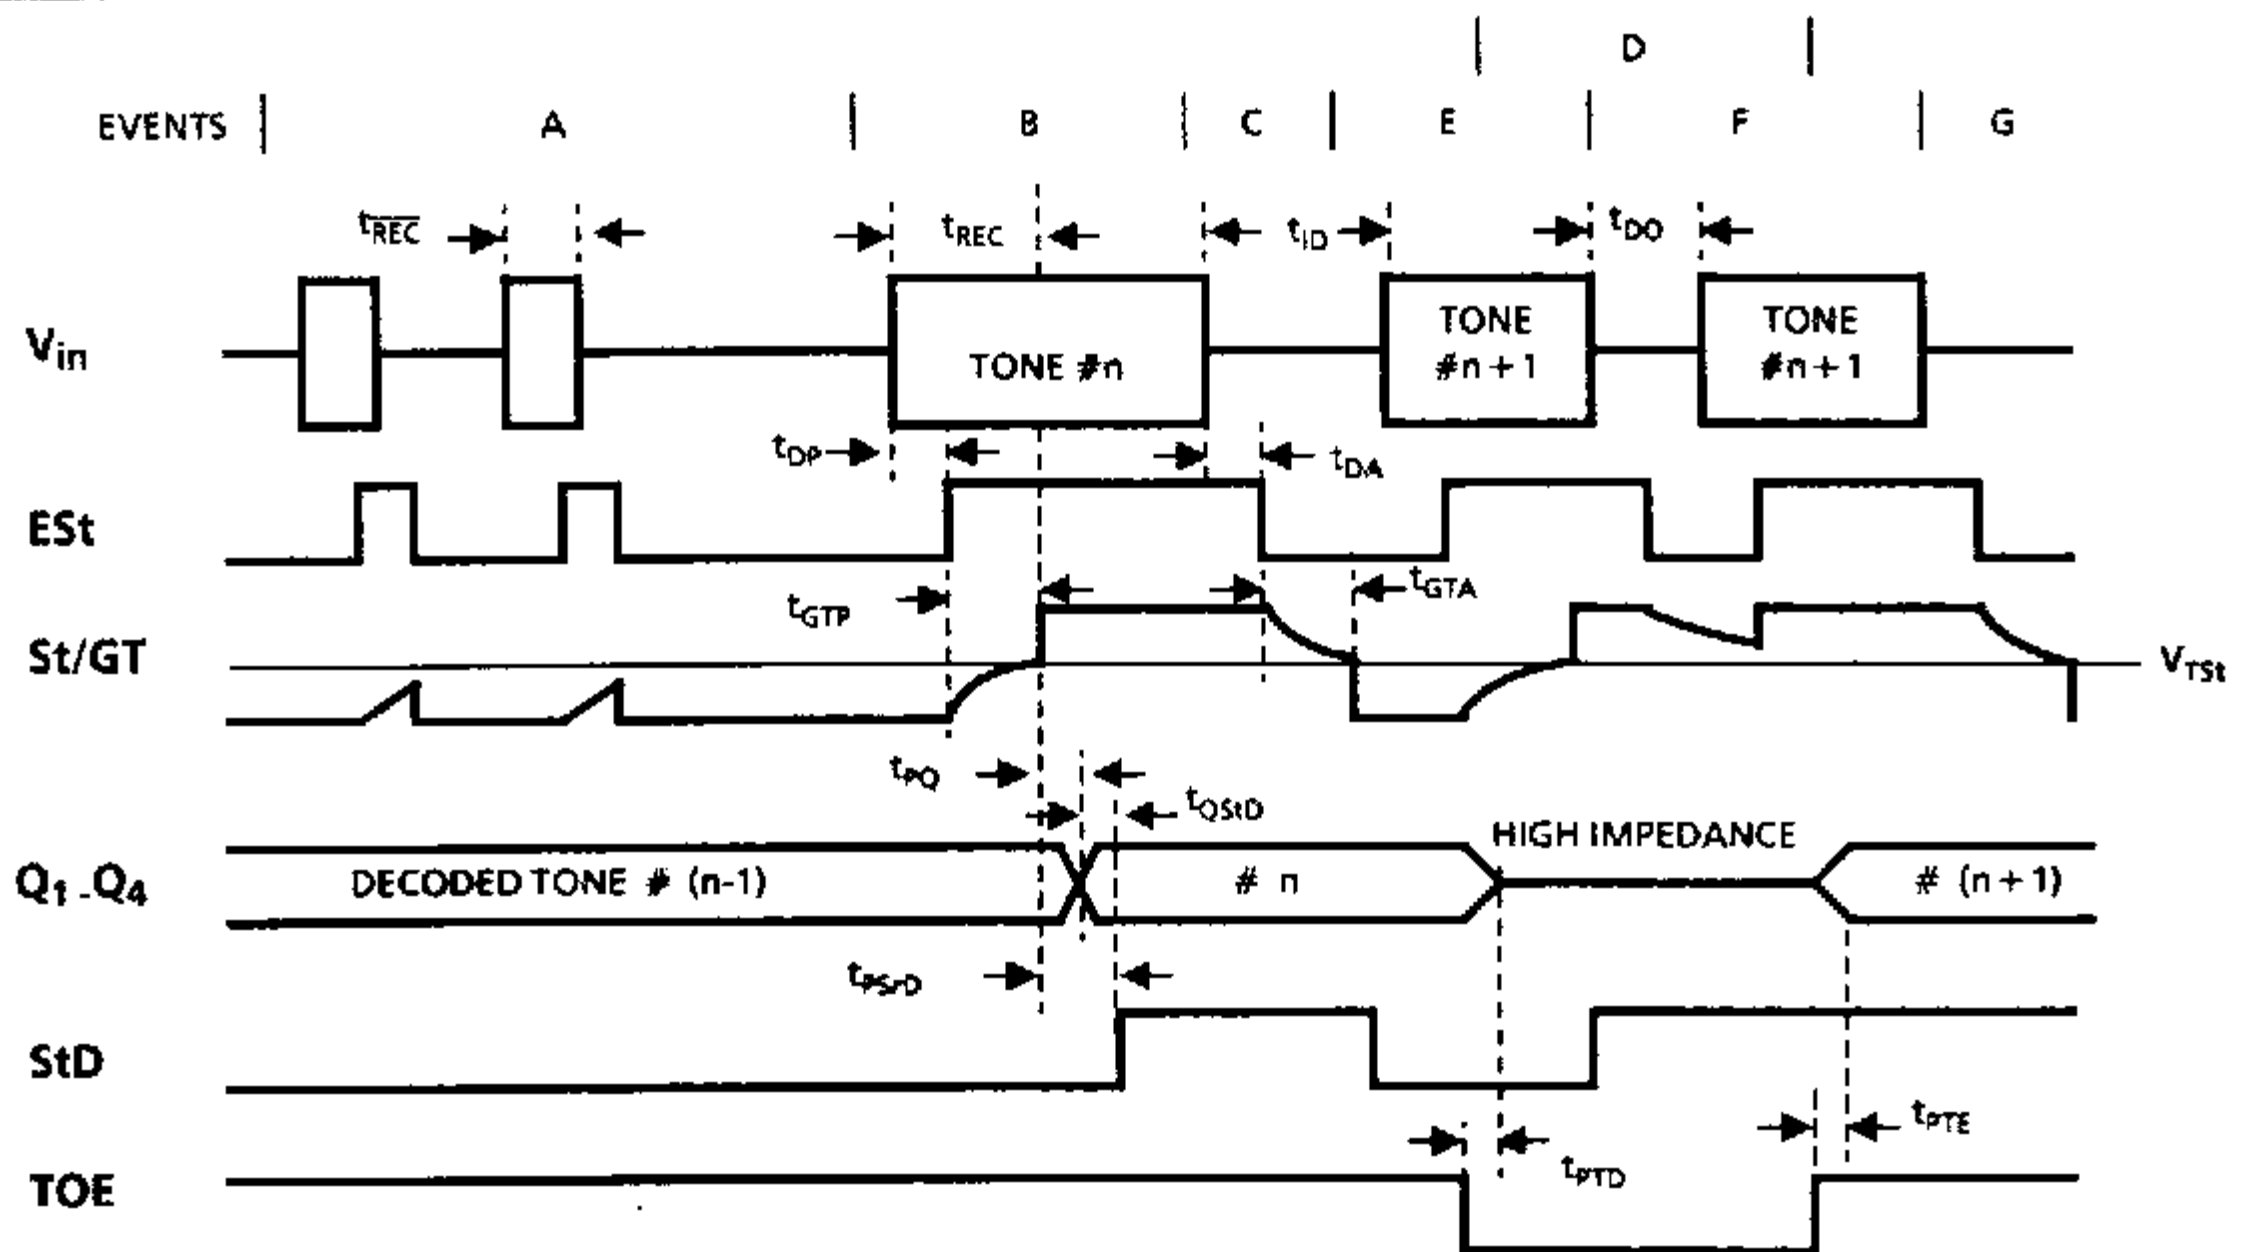 D
EVENTS | A | B | C | E | F | G
tREC tREC tID tDO
Vin
TONE #n
TONE #n+1
TONE #n+1
tDP tDA
ESt
tGTP tGTA
St/GT VTSt
tPQ
tQStD
HIGH IMPEDANCE
Q1-Q4 DECODED TONE # (n-1) # n # (n+1)
tPSrD
StD
tPTE
tPTD
TOE